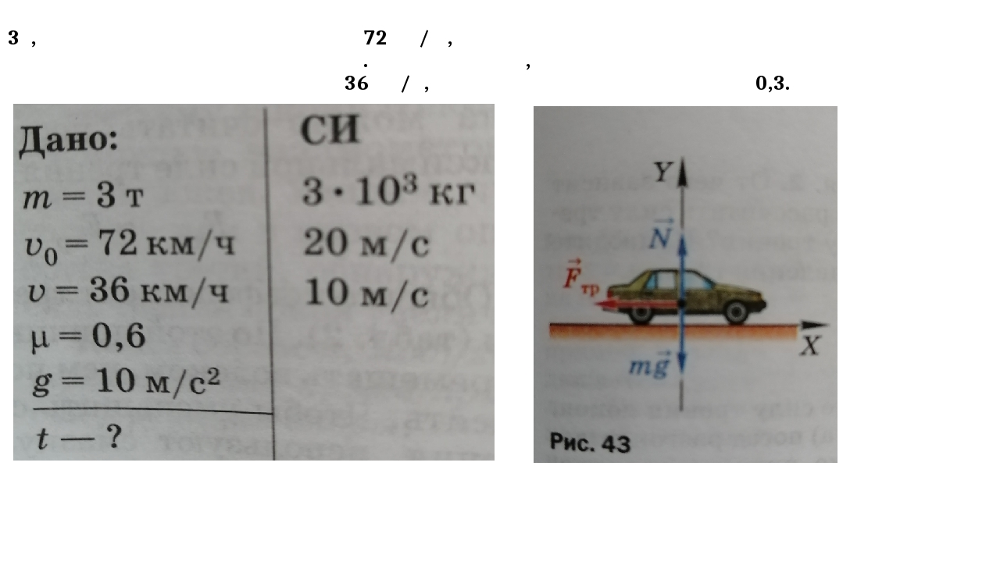 3 , 72 / ,
. ,
36 / , 0,3.
Дано:
СИ
m = 3 т
3 · 10³ кг
v₀ = 72 км/ч
20 м/с
v = 36 км/ч
10 м/с
μ = 0,6
g = 10 м/с²
t — ?
Y
N
Fтр
X
mg
Рис. 43